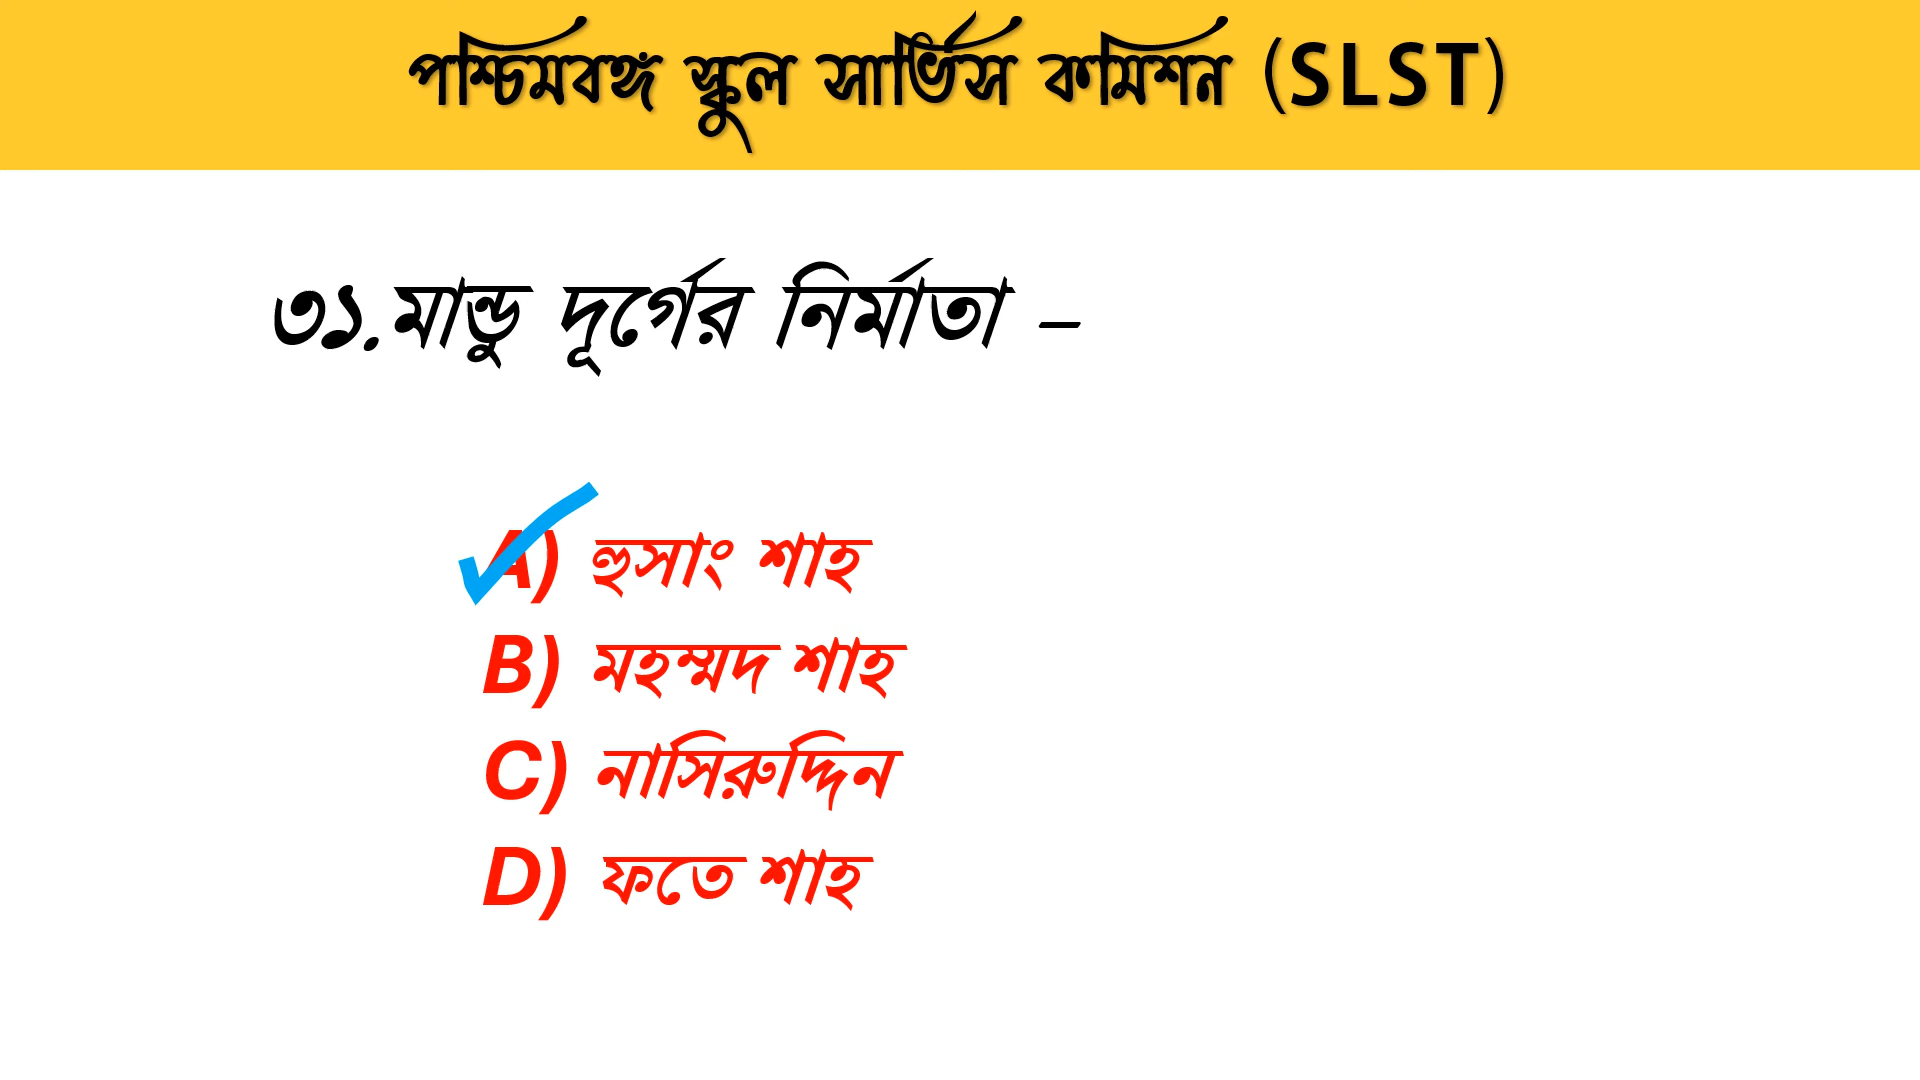 পশ্চিমবঙ্গ স্কুল সার্ভিস কমিশন (SLST)
৩১.মান্ডু দূর্গের নির্মাতা –
A) হুসাং শাহ
B) মহম্মদ শাহ
C) নাসিরুদ্দিন
D) ফতে শাহ